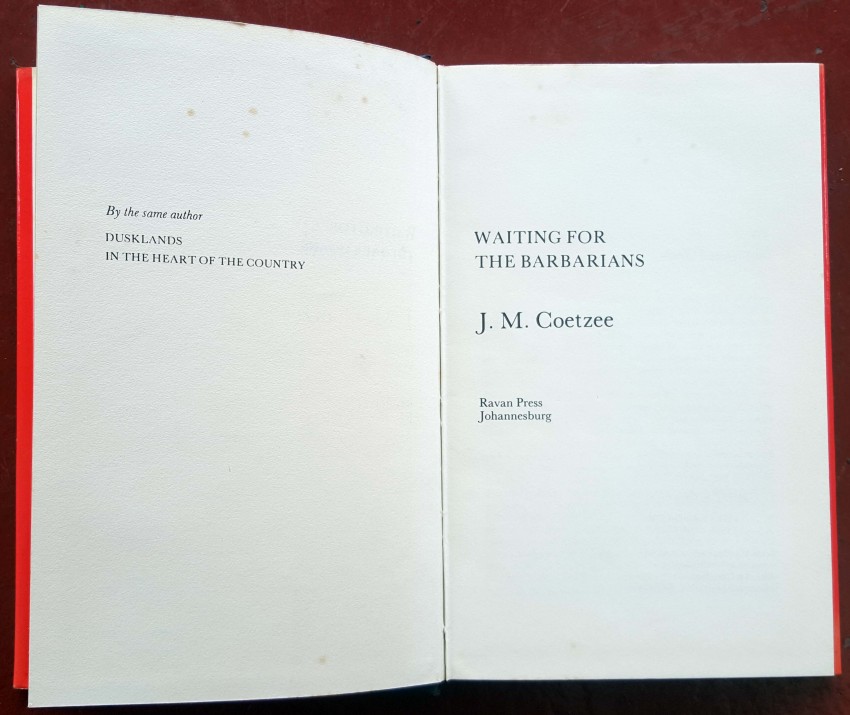 By the same author
DUSKLANDS
IN THE HEART OF THE COUNTRY
WAITING FOR
THE BARBARIANS
J. M. Coetzee
Ravan Press
Johannesburg